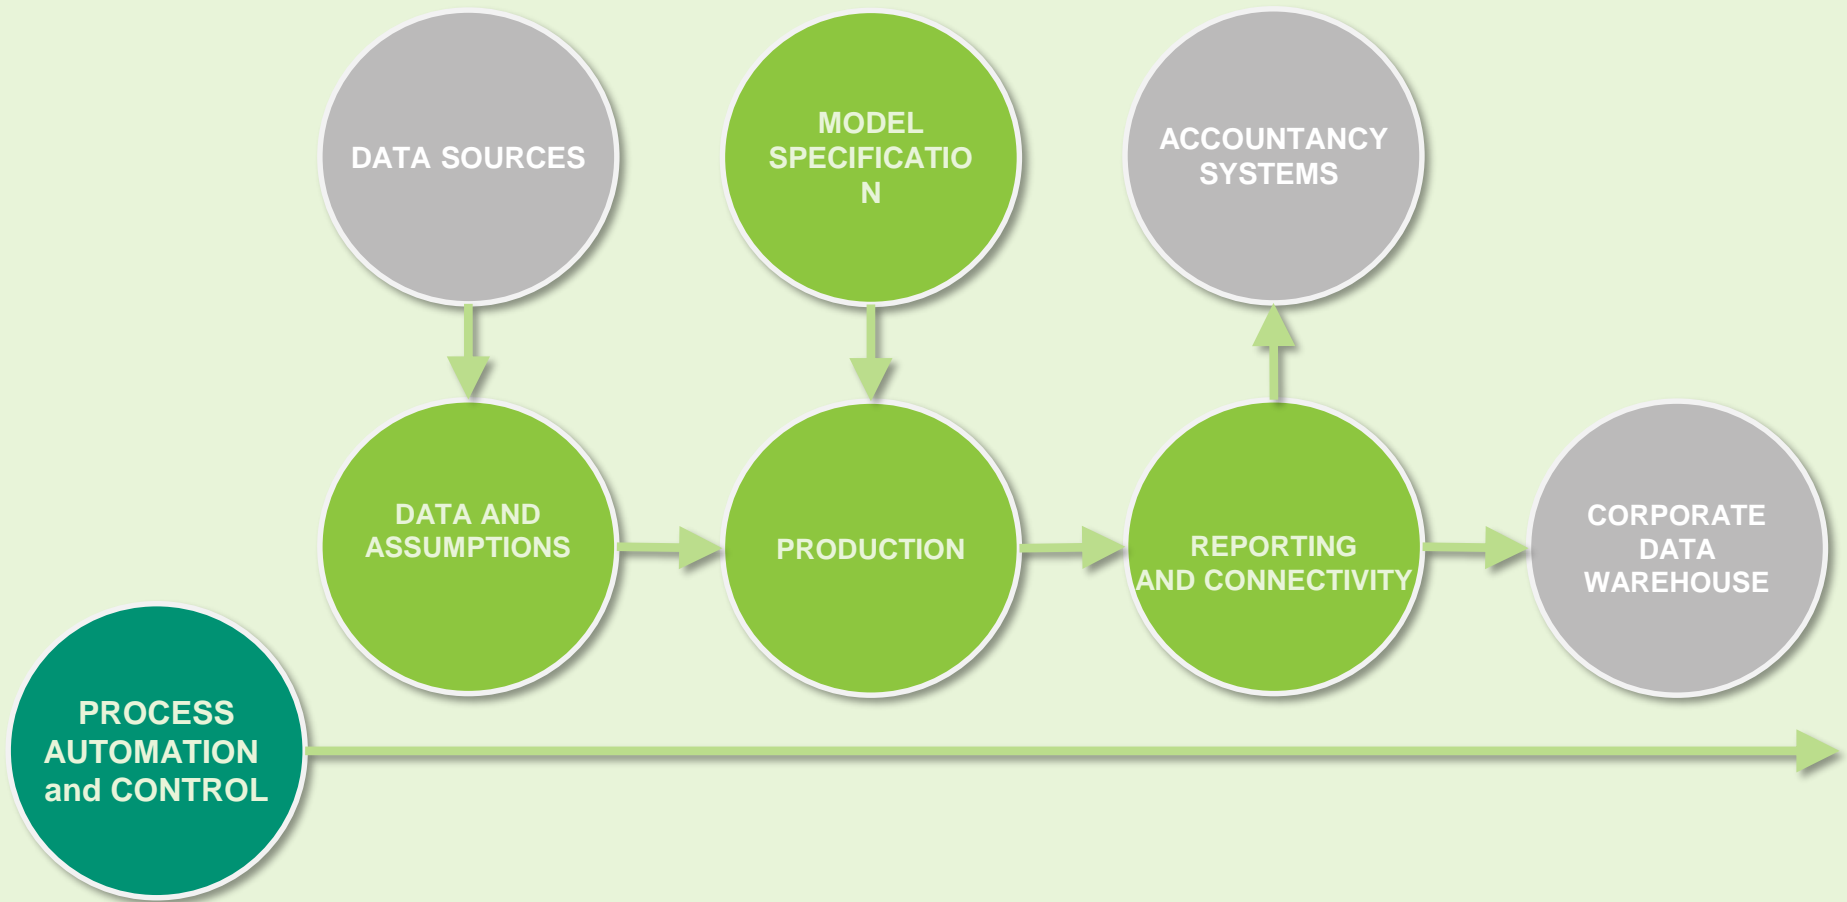 DATA SOURCES
MODEL
SPECIFICATIO
N
ACCOUNTANCY
SYSTEMS
DATA AND
ASSUMPTIONS
PRODUCTION
REPORTING
AND CONNECTIVITY
CORPORATE
DATA
WAREHOUSE
PROCESS
AUTOMATION
and CONTROL